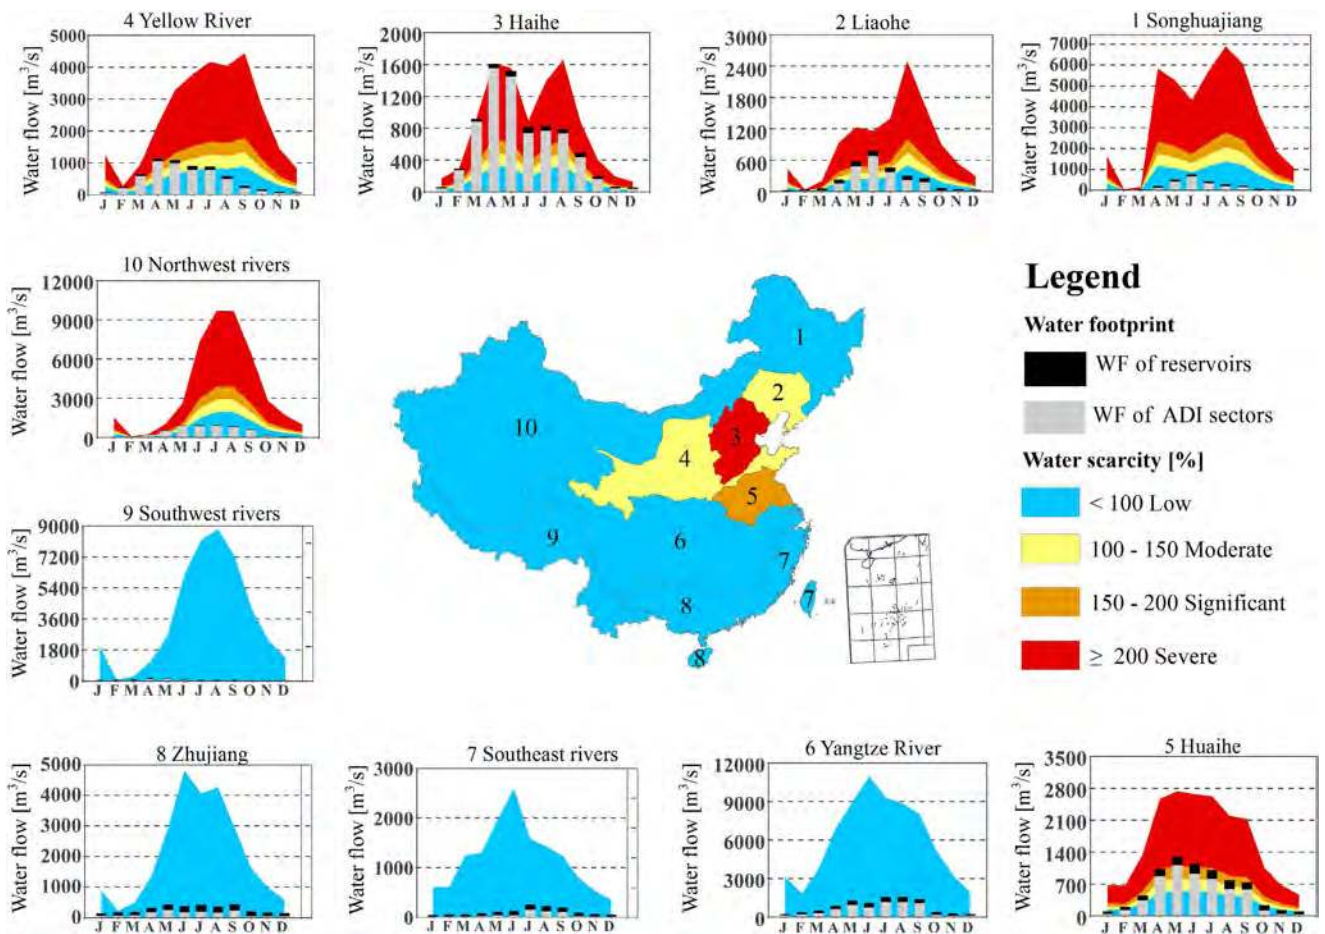 4 Yellow River
Water flow [m³/s]
5000
4000
3000
2000
1000
0
J F M A M J J A S O N D
3 Haihe
Water flow [m³/s]
2000
1600
1200
800
400
0
J F M A M J J A S O N D
2 Liaohe
Water flow [m³/s]
3000
2400
1800
1200
600
0
J F M A M J J A S O N D
1 Songhuajiang
Water flow [m³/s]
7000
6000
5000
4000
3000
2000
1000
0
J F M A M J J A S O N D
10 Northwest rivers
Water flow [m³/s]
12000
9000
6000
3000
0
J F M A M J J A S O N D
1
2
3
4
5
6
7
7
8
8
9
10
Legend
Water footprint
WF of reservoirs
WF of ADI sectors
Water scarcity [%]
< 100 Low
100 - 150 Moderate
150 - 200 Significant
≥ 200 Severe
9 Southwest rivers
Water flow [m³/s]
9000
7200
5400
3600
1800
0
J F M A M J J A S O N D
8 Zhujiang
Water flow [m³/s]
5000
4000
3000
2000
1000
0
J F M A M J J A S O N D
7 Southeast rivers
Water flow [m³/s]
3000
2000
1000
0
J F M A M J J A S O N D
6 Yangtze River
Water flow [m³/s]
12000
9000
6000
3000
0
J F M A M J J A S O N D
5 Huaihe
Water flow [m³/s]
3500
2800
2100
1400
700
0
J F M A M J J A S O N D